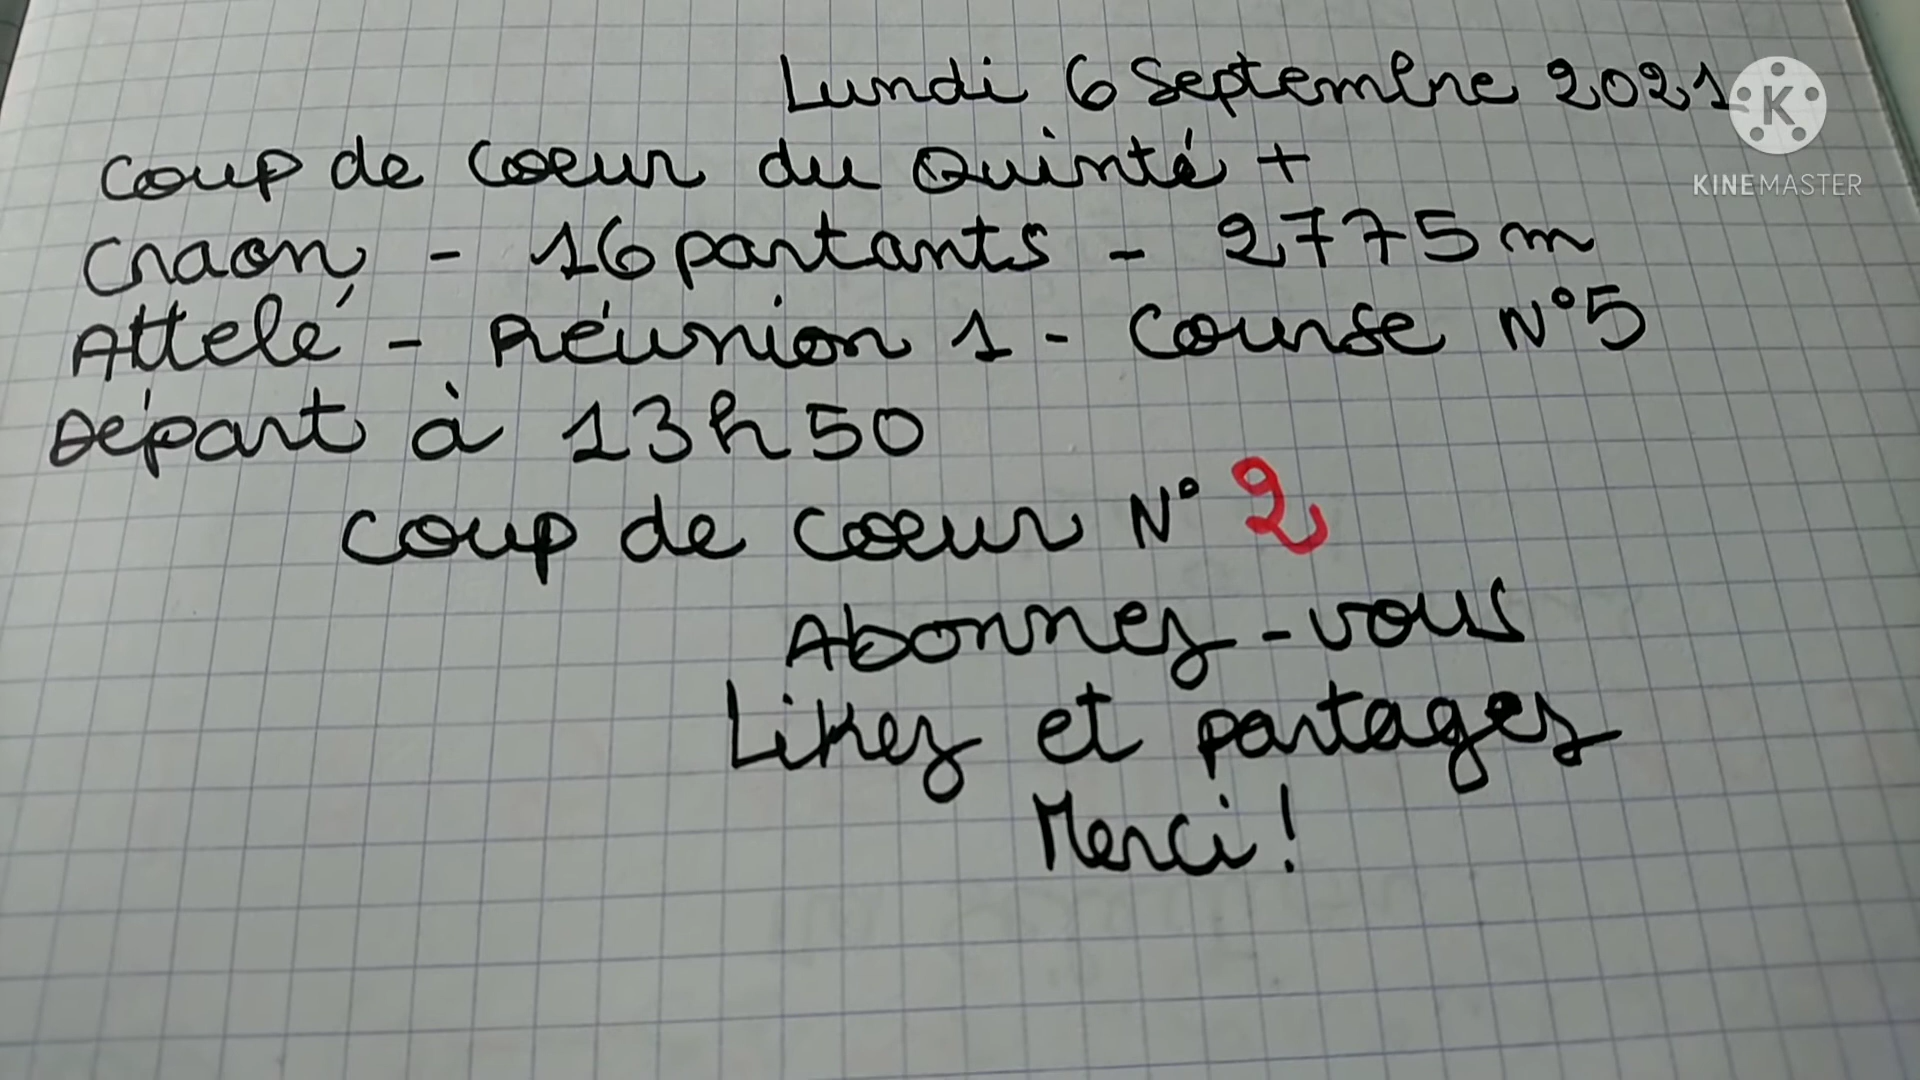 Lundi 6 Septembre 2021
K
KINEMASTER
Coup de coeur du Quinté +
Craon - 16 partants - 2775 m
Attelé - Réunion 1 - Course N°5
Départ à 13h50
Coup de coeur N° 2
Abonnez-vous
Likez et partagez
Merci !